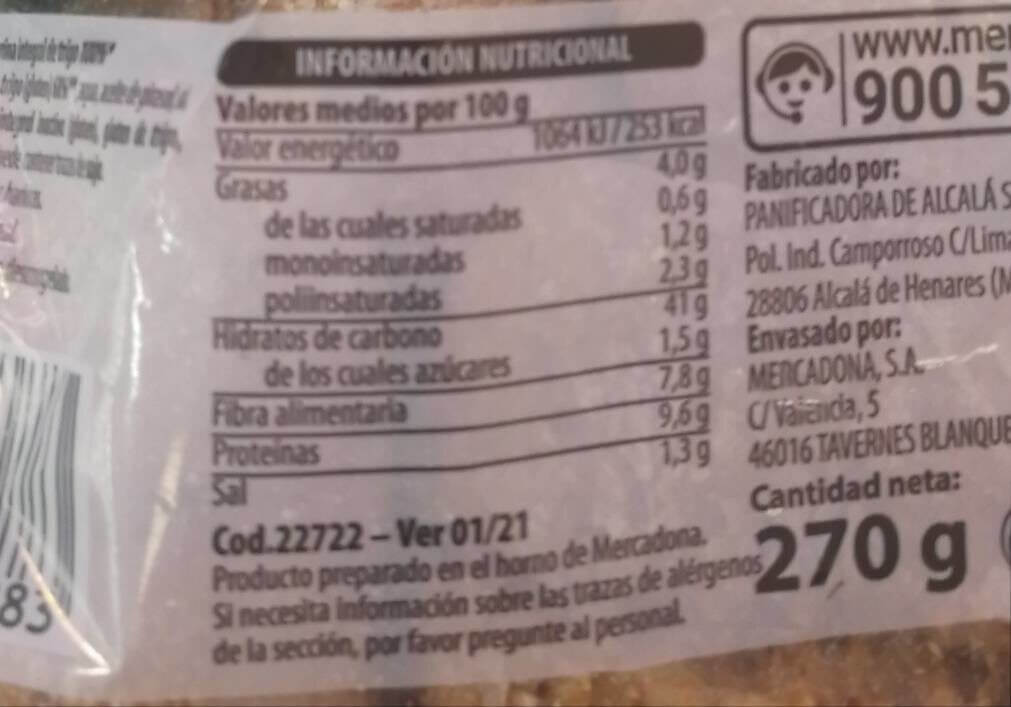 INFORMACIÓN NUTRICIONAL
Valores medios por 100 g
Valor energético 1064 kJ/253 kcal
Grasas 4,0 g
de las cuales saturadas 0,6 g
monoinsaturadas 1,2 g
poliinsaturadas 2,3 g
Hidratos de carbono 41 g
de los cuales azúcares 1,5 g
Fibra alimentaria 7,8 g
Proteínas 9,6 g
Sal 1,3 g
Cod.22722 – Ver 01/21
Producto preparado en el horno de Mercadona.
Si necesita información sobre las trazas de alérgenos
de la sección, por favor pregunte al personal.
www.mer
900 5
Fabricado por:
PANIFICADORA DE ALCALÁ S
Pol. Ind. Camporroso C/Lima
28806 Alcalá de Henares (M
Envasado por:
MERCADONA, S.A.
C/Valencia, 5
46016 TAVERNES BLANQUE
Cantidad neta:
270 g
83